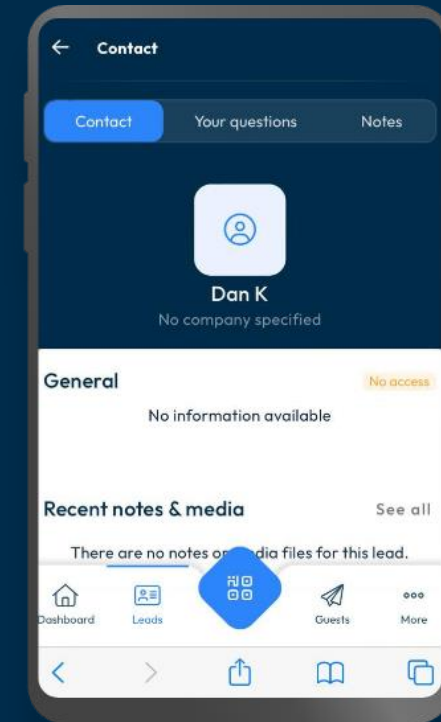 Contact
Contact Your questions Notes
Dan K
No company specified
General No access
No information available
Recent notes & media See all
There are no notes or media files for this lead.
Dashboard Leads Guests More